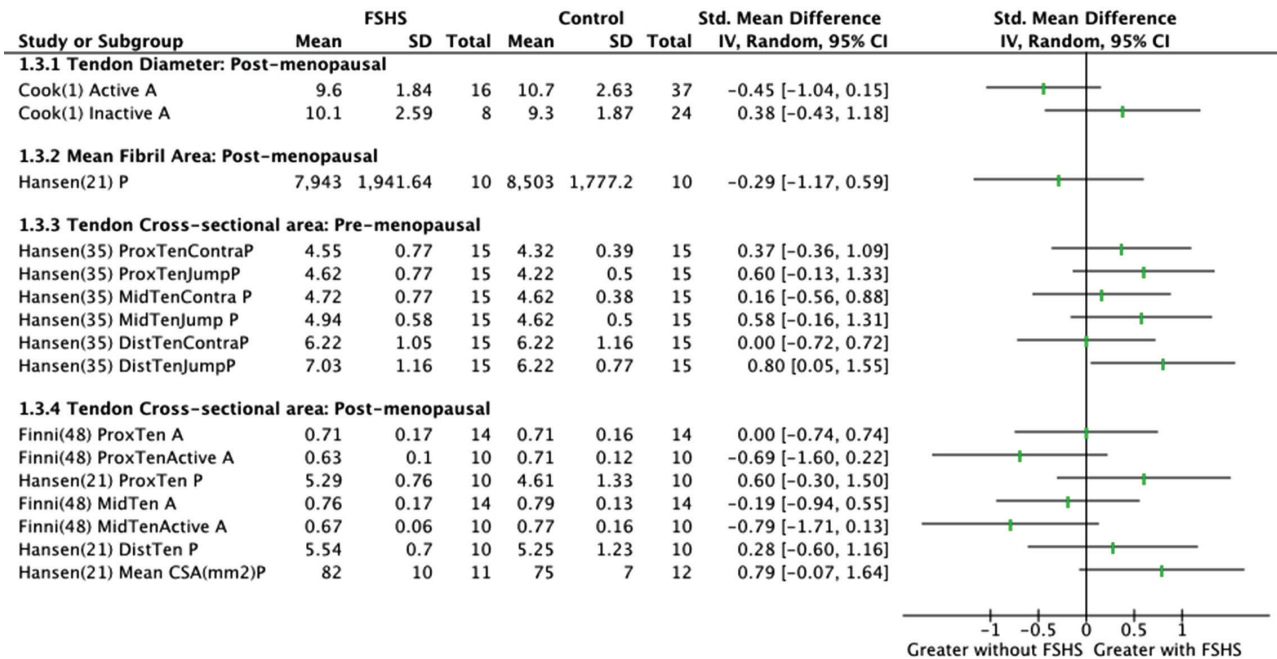 FSHS Control Std. Mean Difference Std. Mean Difference
Study or Subgroup Mean SD Total Mean SD Total IV, Random, 95% CI IV, Random, 95% CI
1.3.1 Tendon Diameter: Post-menopausal
Cook(1) Active A 9.6 1.84 16 10.7 2.63 37 -0.45 [-1.04, 0.15]
Cook(1) Inactive A 10.1 2.59 8 9.3 1.87 24 0.38 [-0.43, 1.18]
1.3.2 Mean Fibril Area: Post-menopausal
Hansen(21) P 7,943 1,941.64 10 8,503 1,777.2 10 -0.29 [-1.17, 0.59]
1.3.3 Tendon Cross-sectional area: Pre-menopausal
Hansen(35) ProxTenContraP 4.55 0.77 15 4.32 0.39 15 0.37 [-0.36, 1.09]
Hansen(35) ProxTenJumpP 4.62 0.77 15 4.22 0.5 15 0.60 [-0.13, 1.33]
Hansen(35) MidTenContra P 4.72 0.77 15 4.62 0.38 15 0.16 [-0.56, 0.88]
Hansen(35) MidTenJump P 4.94 0.58 15 4.62 0.5 15 0.58 [-0.16, 1.31]
Hansen(35) DistTenContraP 6.22 1.05 15 6.22 1.16 15 0.00 [-0.72, 0.72]
Hansen(35) DistTenJumpP 7.03 1.16 15 6.22 0.77 15 0.80 [0.05, 1.55]
1.3.4 Tendon Cross-sectional area: Post-menopausal
Finni(48) ProxTen A 0.71 0.17 14 0.71 0.16 14 0.00 [-0.74, 0.74]
Finni(48) ProxTenActive A 0.63 0.1 10 0.71 0.12 10 -0.69 [-1.60, 0.22]
Hansen(21) ProxTen P 5.29 0.76 10 4.61 1.33 10 0.60 [-0.30, 1.50]
Finni(48) MidTen A 0.76 0.17 14 0.79 0.13 14 -0.19 [-0.94, 0.55]
Finni(48) MidTenActive A 0.67 0.06 10 0.77 0.16 10 -0.79 [-1.71, 0.13]
Hansen(21) DistTen P 5.54 0.7 10 5.25 1.23 10 0.28 [-0.60, 1.16]
Hansen(21) Mean CSA(mm2)P 82 10 11 75 7 12 0.79 [-0.07, 1.64]
-1 -0.5 0 0.5 1
Greater without FSHS Greater with FSHS